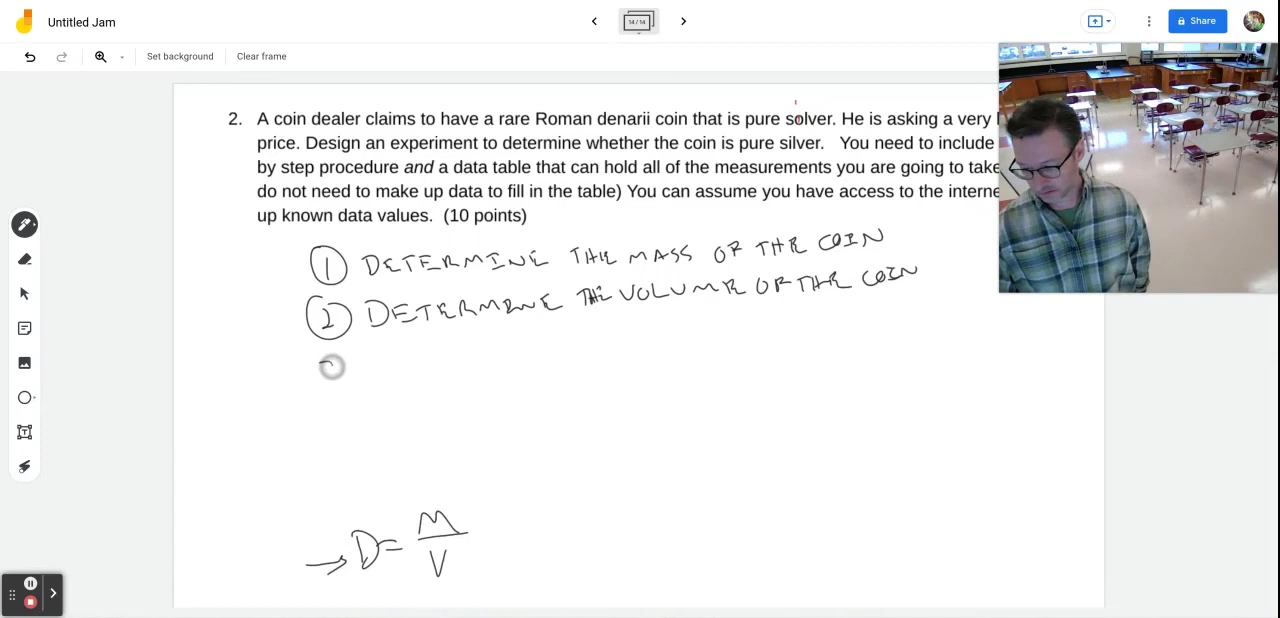 Untitled Jam
14 / 14
Share
Set background
Clear frame
2. A coin dealer claims to have a rare Roman denarii coin that is pure solver. He is asking a very
price. Design an experiment to determine whether the coin is pure silver. You need to include
by step procedure and a data table that can hold all of the measurements you are going to take
do not need to make up data to fill in the table) You can assume you have access to the interne
up known data values. (10 points)
1 DETERMINE THE MASS OF THE COIN
2 DETERMINE THE VOLUME OF THE COIN
→ D = M
V